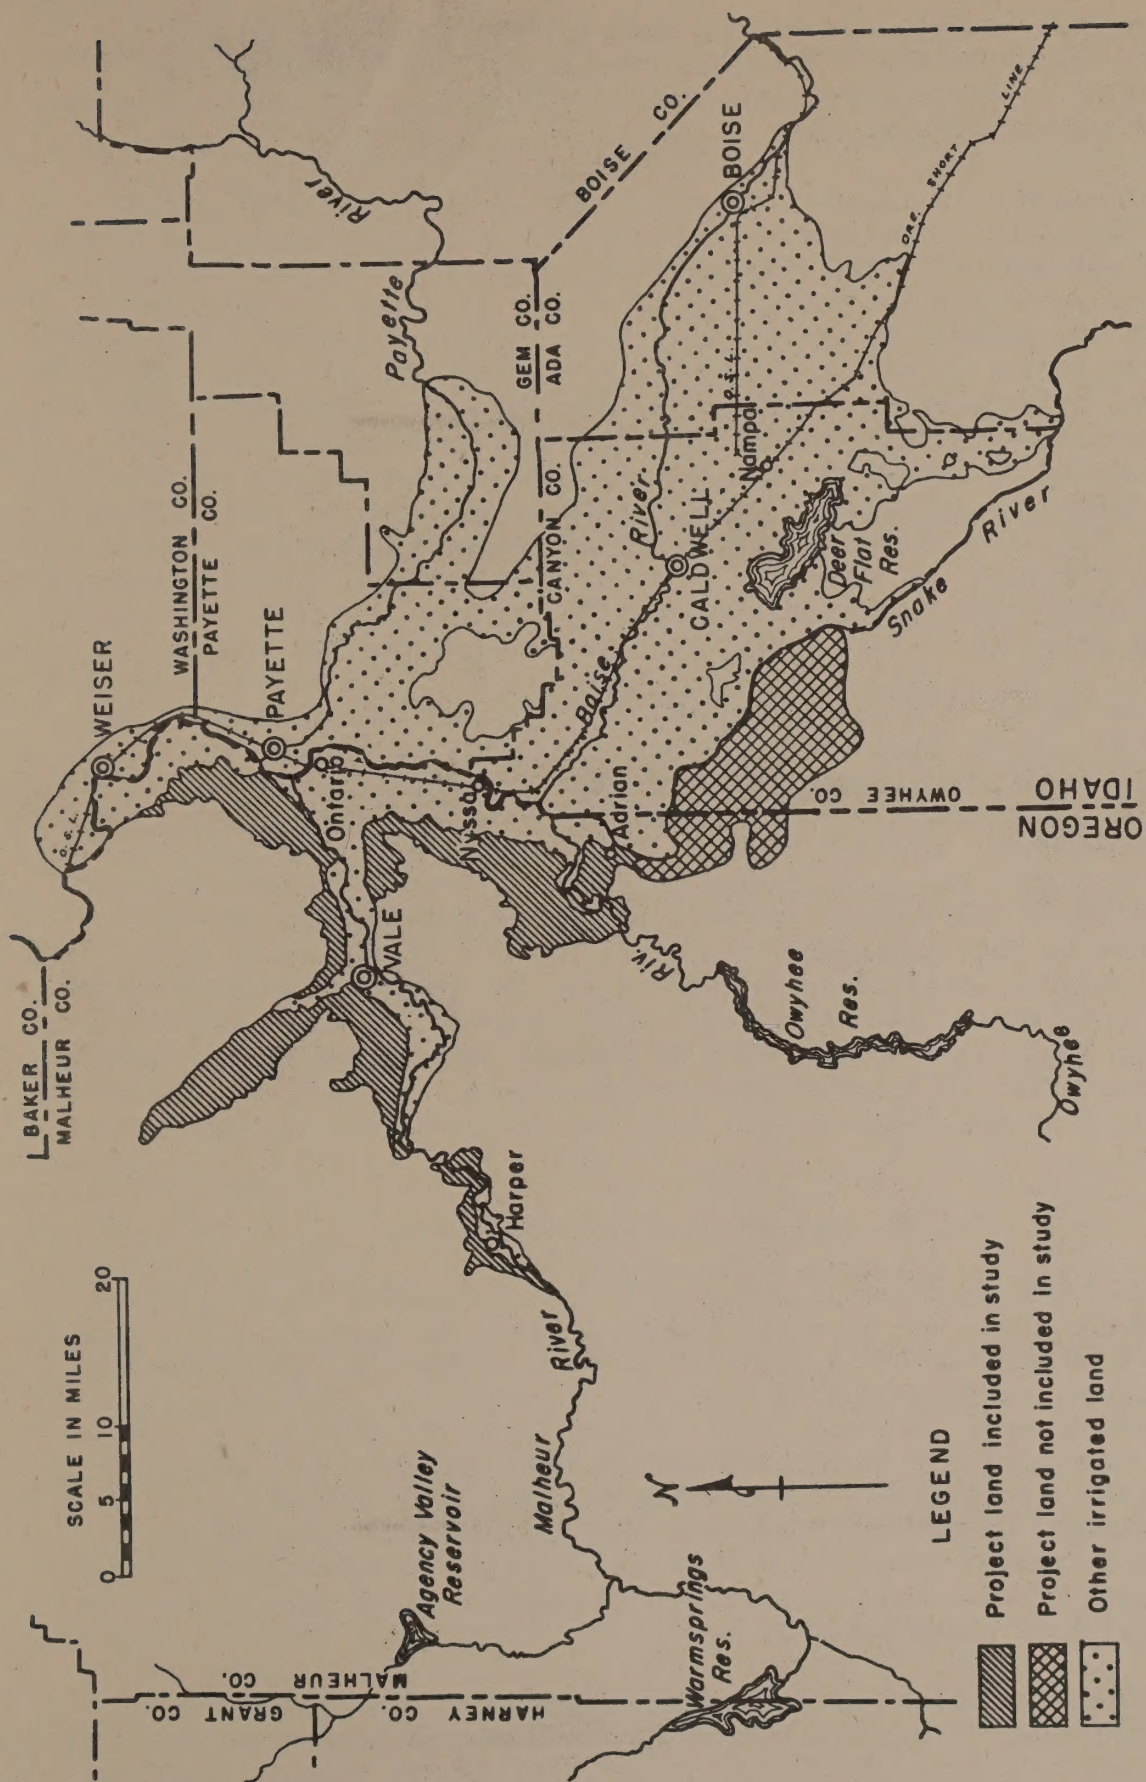 BAKER CO.
MALHEUR CO.
WEISER
O. S. L.
WASHINGTON CO.
PAYETTE CO.
PAYETTE
Ontario
Nyssa
VALE
Payette
River
GEM CO.
ADA CO.
CANYON CO.
BOISE CO.
BOISE
River
Boise
CALDWELL
O. S. L.
Nampa
ORE. SHORT LINE
Deer
Flat
Res.
Snake
River
Adrian
OWYHEE CO.
OREGON
IDAHO
Riv.
Owyhee
Res.
Owyhee
Harper
River
Malheur
SCALE IN MILES
0 5 10 20
Agency Valley
Reservoir
MALHEUR
CO.
GRANT CO.
HARNEY CO.
Warmsprings
Res.
N
LEGEND
Project land included in study
Project land not included in study
Other irrigated land